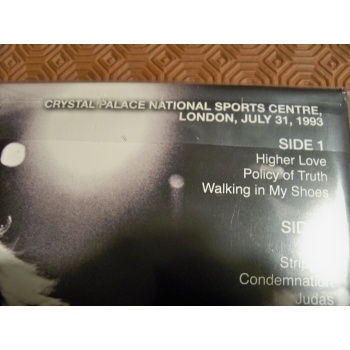 CRYSTAL PALACE NATIONAL SPORTS CENTRE,
LONDON, JULY 31, 1993
SIDE 1
Higher Love
Policy of Truth
Walking in My Shoes
SIDE
Condemnation
Judas